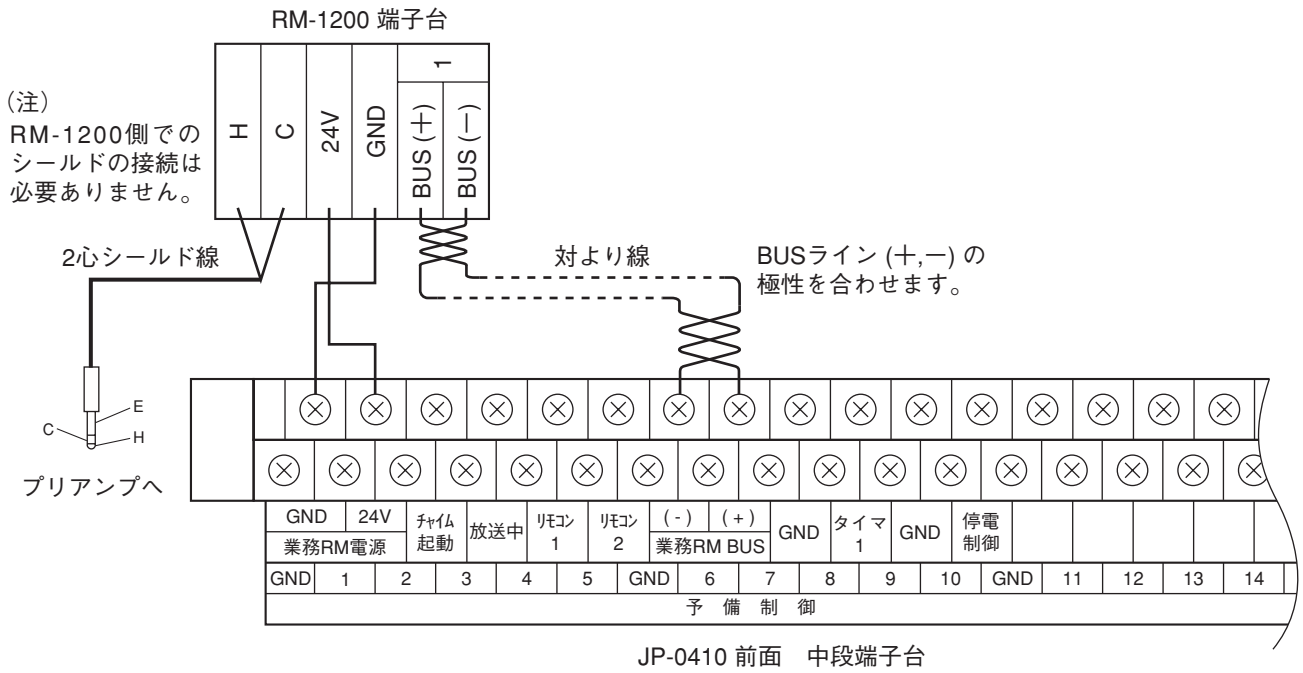 RM-1200 端子台
(注)
RM-1200側での
シールドの接続は
必要ありません。
H
C
24V
GND
1
BUS (＋)
BUS (－)
2心シールド線
対より線
BUSライン (＋,－) の
極性を合わせます。
E
C
H
プリアンプへ
GND 24V チャイム 放送中 リモコン リモコン (-) (+) GND タイマ GND 停電
業務RM電源 起動 1 2 業務RM BUS 1 制御
GND 1 2 3 4 5 GND 6 7 8 9 10 GND 11 12 13 14
予 備 制 御
JP-0410 前面　中段端子台